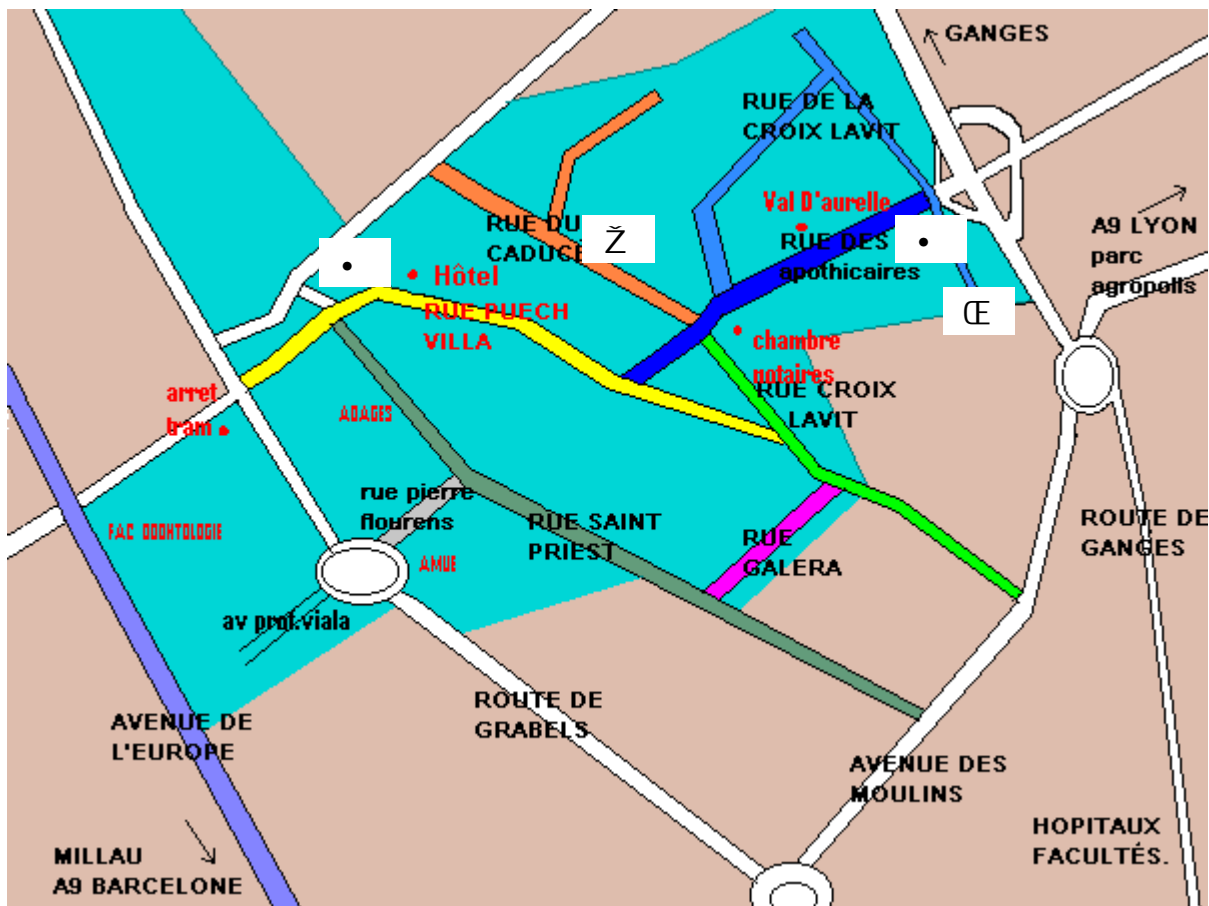 GANGES
RUE DE LA
CROIX LAVIT
Val D'aurelle
RUE DES
apothicaires
A9 LYON
parc
agropolis
RUE DU
CADUCÉ
Ž
•
•
Œ
Hôtel
RUE PUECH
VILLA
chambre
notaires
RUE CROIX
LAVIT
arret
tram
ADAGES
rue pierre
flourens
FAC ODONTOLOGIE
AMUE
RUE SAINT
PRIEST
RUE
GALERA
ROUTE DE
GANGES
av prof.viala
ROUTE DE
GRABELS
AVENUE DE
L'EUROPE
AVENUE DES
MOULINS
HOPITAUX
FACULTÉS.
MILLAU
A9 BARCELONE